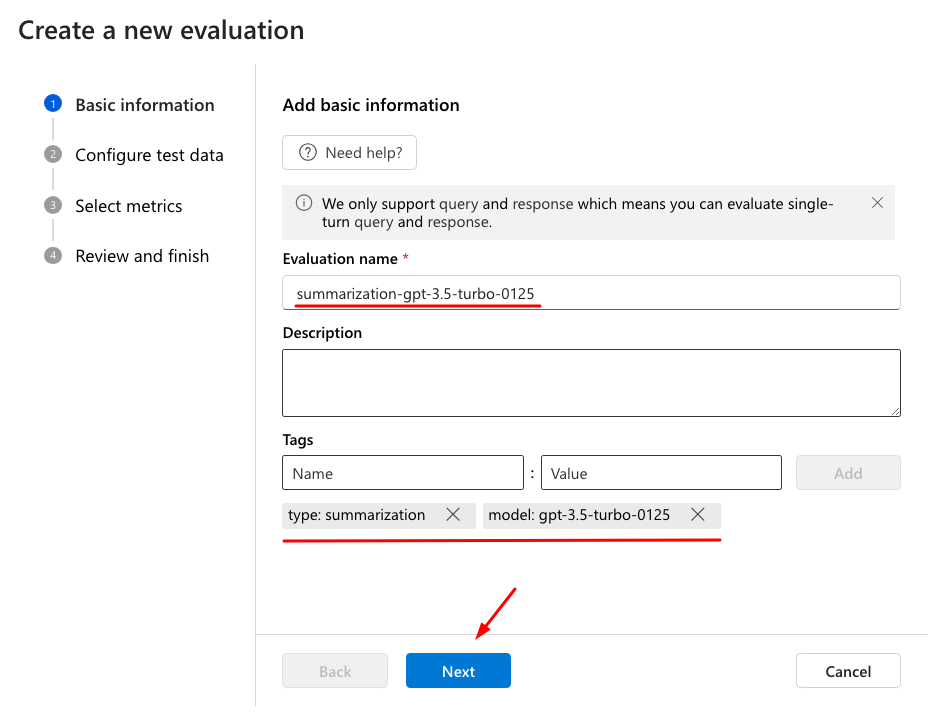 Create a new evaluation
1 Basic information
2 Configure test data
3 Select metrics
4 Review and finish
Add basic information
? Need help?
We only support query and response which means you can evaluate single-
turn query and response.
Evaluation name *
summarization-gpt-3.5-turbo-0125
Description
Tags
Name : Value Add
type: summarization model: gpt-3.5-turbo-0125
Back Next Cancel